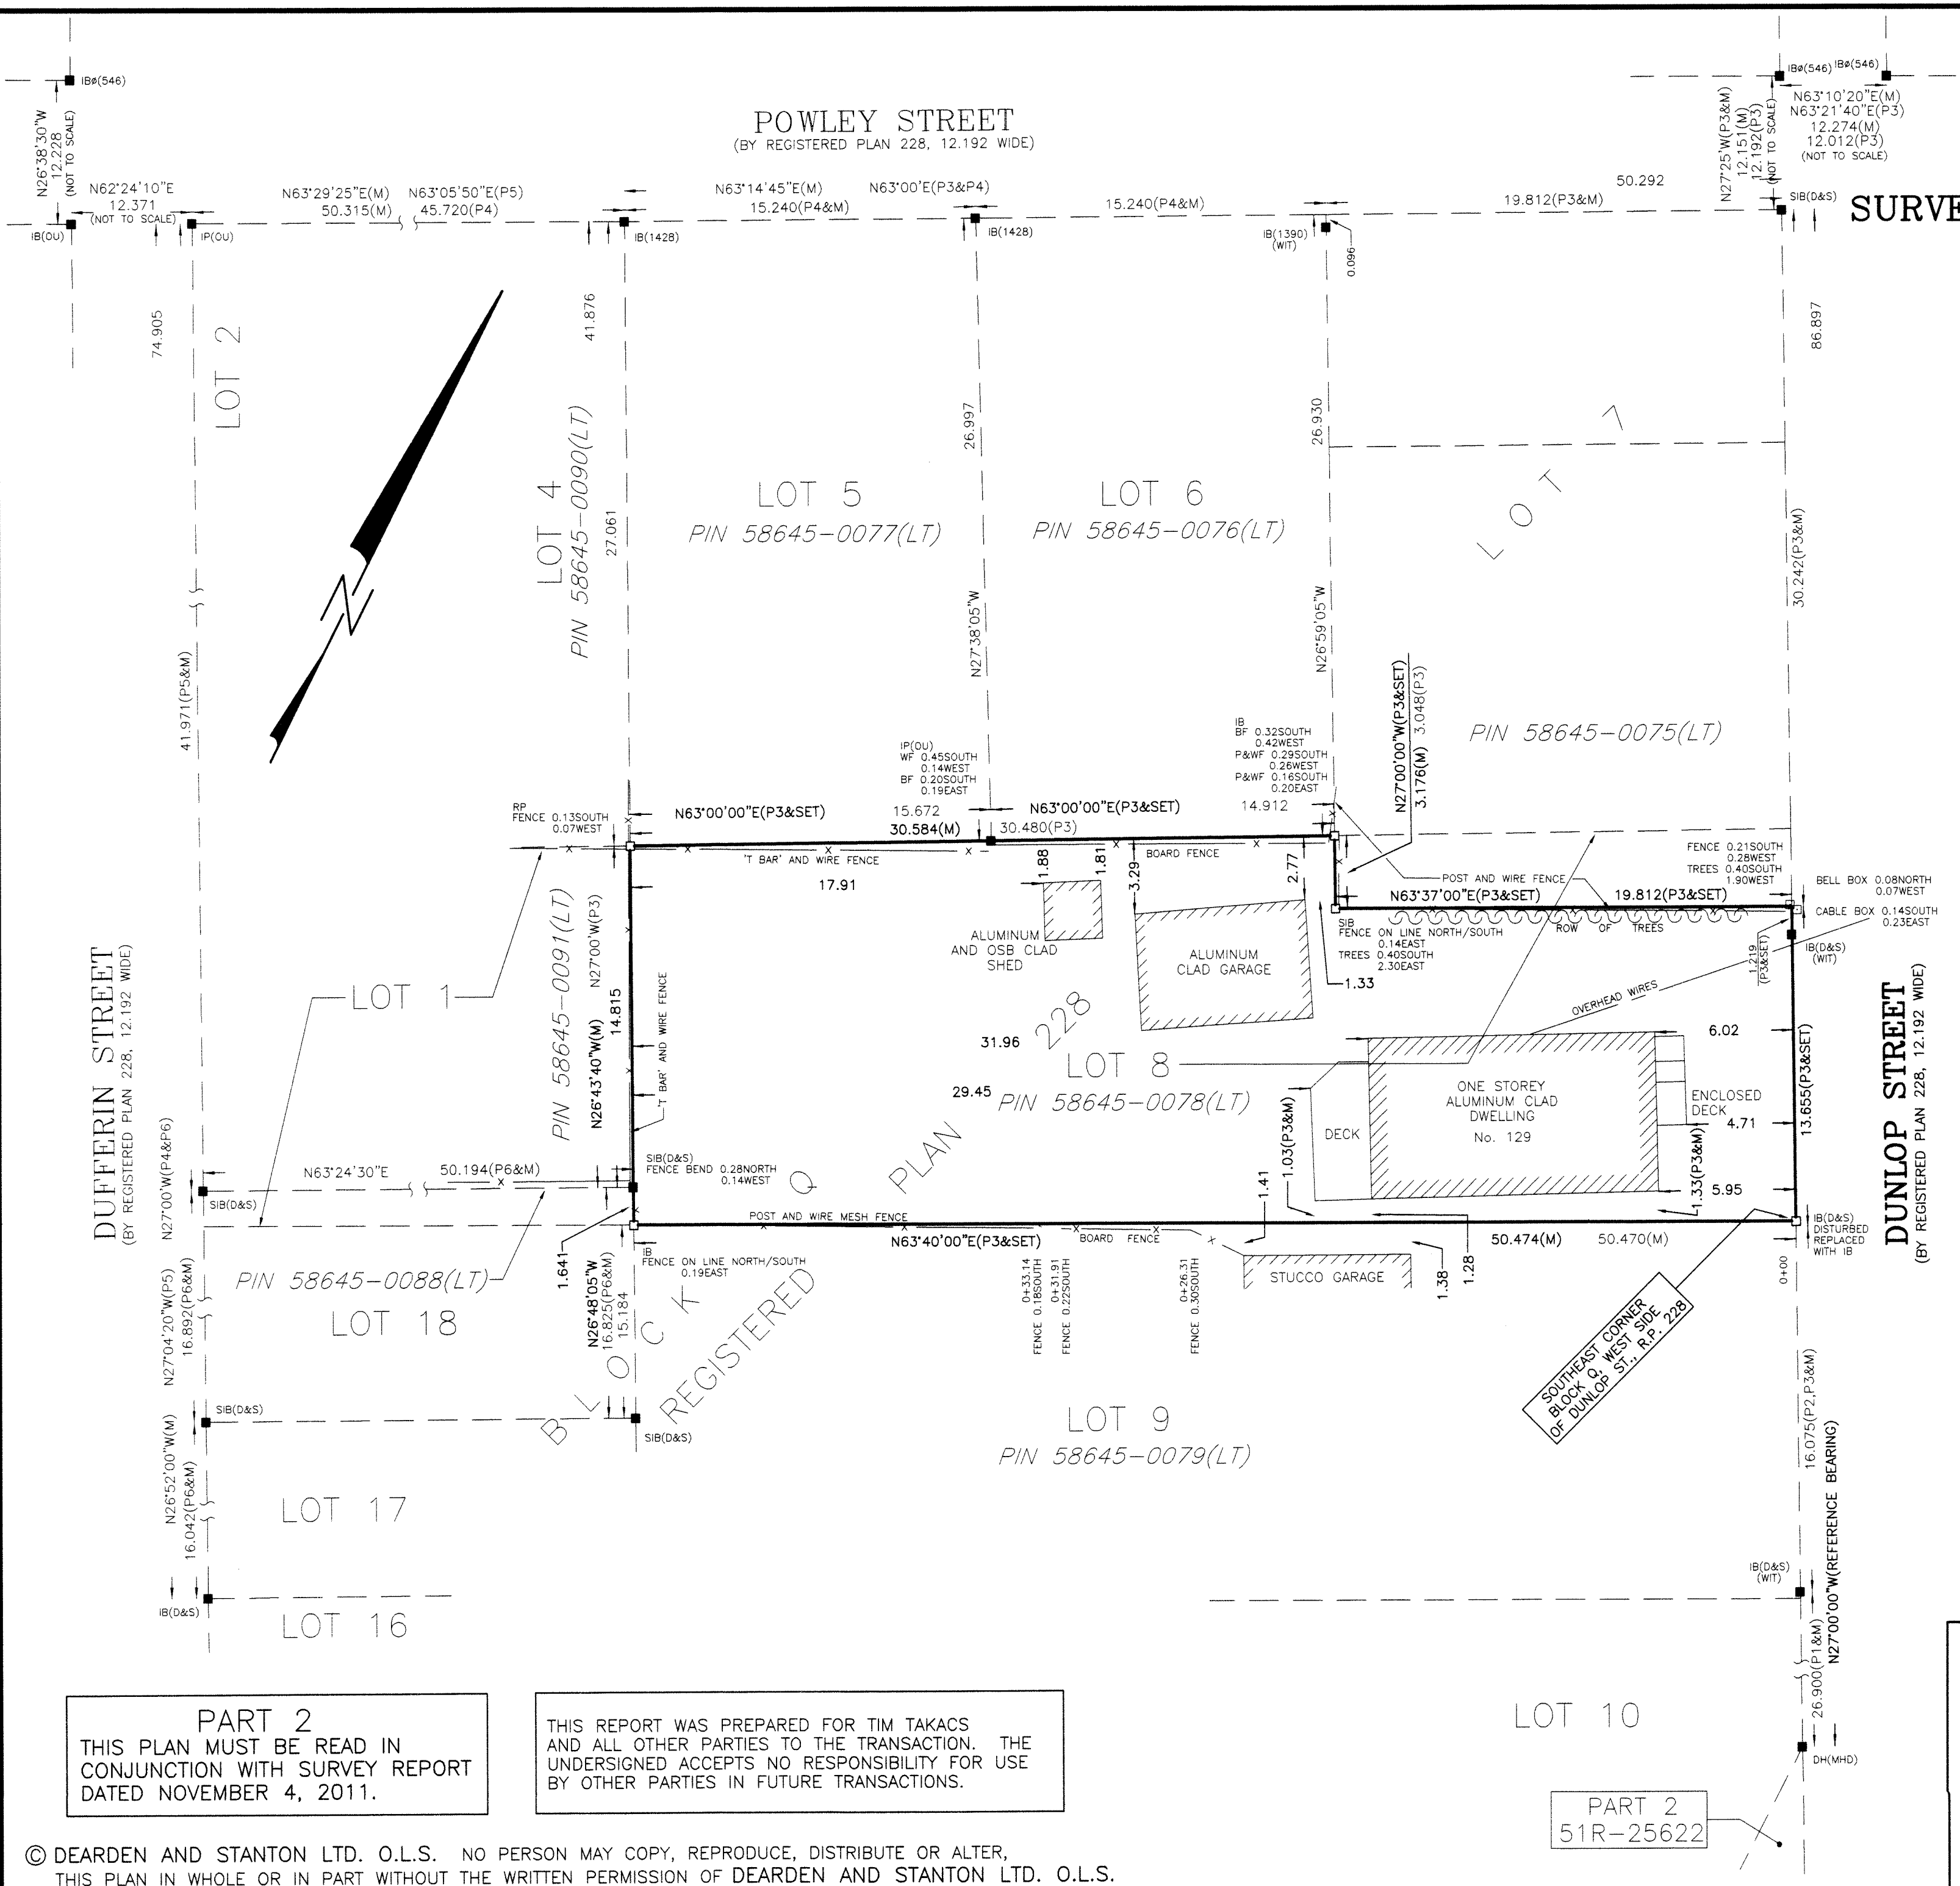 IBø(546)
N26°38'30"W
12.228
(NOT TO SCALE)
N62°24'10"E
12.371
(NOT TO SCALE)
IB(OU)
IP(OU)
POWLEY STREET
(BY REGISTERED PLAN 228, 12.192 WIDE)
N63°29'25"E(M)
50.315(M)
N63°05'50"E(P5)
45.720(P4)
N63°14'45"E(M)
15.240(P4&M)
N63°00'E(P3&P4)
15.240(P4&M)
50.292
19.812(P3&M)
IB(1428)
IB(1428)
IB(1390)
(WIT)
0.096
N27°25'W(P3&M)
12.151(M)
12.192(P3)
(NOT TO SCALE)
IBø(546)
IBø(546)
N63°10'20"E(M)
N63°21'40"E(P3)
12.274(M)
12.012(P3)
(NOT TO SCALE)
SIB(D&S)
SURVE
74.905
LOT 2
41.971(P5&M)
41.876
LOT 4
PIN 58645-0090(LT)
27.061
26.997
26.930
86.897
LOT 5
PIN 58645-0077(LT)
LOT 6
PIN 58645-0076(LT)
LOT 7
30.242(P3&M)
N27°38'05"W
N26°59'05"W
N27°00'00"W(P3&SET)
3.176(M) 3.048(P3)
PIN 58645-0075(LT)
IP(OU)
WF 0.45SOUTH
0.14WEST
BF 0.20SOUTH
0.19EAST
IB
BF 0.32SOUTH
0.42WEST
P&WF 0.29SOUTH
0.26WEST
P&WF 0.16SOUTH
0.20EAST
RP
FENCE 0.13SOUTH
0.07WEST
N63°00'00"E(P3&SET)
15.672
N63°00'00"E(P3&SET)
14.912
30.584(M)
30.480(P3)
'T BAR' AND WIRE FENCE
BOARD FENCE
17.91
1.88
1.81
3.29
2.77
POST AND WIRE FENCE
FENCE 0.21SOUTH
0.28WEST
TREES 0.40SOUTH
1.90WEST
BELL BOX 0.08NORTH
0.07WEST
CABLE BOX 0.14SOUTH
0.23EAST
N63°37'00"E(P3&SET)
19.812(P3&SET)
SIB
FENCE ON LINE NORTH/SOUTH
0.14EAST
TREES 0.40SOUTH
2.30EAST
ROW OF TREES
1.33
1.219
(P3&SET)
IB(D&S)
(WIT)
ALUMINUM
AND OSB CLAD
SHED
ALUMINUM
CLAD GARAGE
OVERHEAD WIRES
DUFFERIN STREET
(BY REGISTERED PLAN 228, 12.192 WIDE)
LOT 1
PIN 58645-0091(LT)
N26°43'40"W(M) N27°00'W(P3)
14.815
'T BAR' AND WIRE FENCE
31.96
LOT 8
29.45
PIN 58645-0078(LT)
6.02
13.655(P3&SET)
DUNLOP STREET
(BY REGISTERED PLAN 228, 12.192 WIDE)
ONE STOREY
ALUMINUM CLAD
DWELLING
No. 129
ENCLOSED
DECK
4.71
DECK
1.03(P3&M)
1.33(P3&M)
5.95
1.41
N27°00'W(P4&P6)
N63°24'30"E
50.194(P6&M)
SIB(D&S)
FENCE BEND 0.28NORTH
0.14WEST
SIB(D&S)
POST AND WIRE MESH FENCE
N63°40'00"E(P3&SET)
BOARD FENCE
50.474(M)
50.470(M)
IB(D&S)
DISTURBED
REPLACED
WITH IB
1.641
IB
FENCE ON LINE NORTH/SOUTH
0.19EAST
0+33.14
FENCE 0.18SOUTH
0+31.91
FENCE 0.22SOUTH
0+26.31
FENCE 0.30SOUTH
STUCCO GARAGE
1.38
1.28
0+00
SOUTHEAST CORNER
BLOCK Q, WEST SIDE
OF DUNLOP ST., R.P. 228
N27°04'20"W(P5)
16.892(P6&M)
PIN 58645-0088(LT)
LOT 18
N26°48'05"W
16.825(P6&M)
15.184
BLOCK Q
REGISTERED PLAN 228
SIB(D&S)
SIB(D&S)
LOT 9
PIN 58645-0079(LT)
16.075(P2,P3&M)
N27°00'00"W(REFERENCE BEARING)
N26°52'00"W(M)
16.042(P6&M)
LOT 17
IB(D&S)
LOT 16
IB(D&S)
(WIT)
26.900(P1&M)
LOT 10
DH(MHD)
PART 2
51R-25622
PART 2
THIS PLAN MUST BE READ IN
CONJUNCTION WITH SURVEY REPORT
DATED NOVEMBER 4, 2011.
THIS REPORT WAS PREPARED FOR TIM TAKACS
AND ALL OTHER PARTIES TO THE TRANSACTION. THE
UNDERSIGNED ACCEPTS NO RESPONSIBILITY FOR USE
BY OTHER PARTIES IN FUTURE TRANSACTIONS.
© DEARDEN AND STANTON LTD. O.L.S. NO PERSON MAY COPY, REPRODUCE, DISTRIBUTE OR ALTER,
THIS PLAN IN WHOLE OR IN PART WITHOUT THE WRITTEN PERMISSION OF DEARDEN AND STANTON LTD. O.L.S.